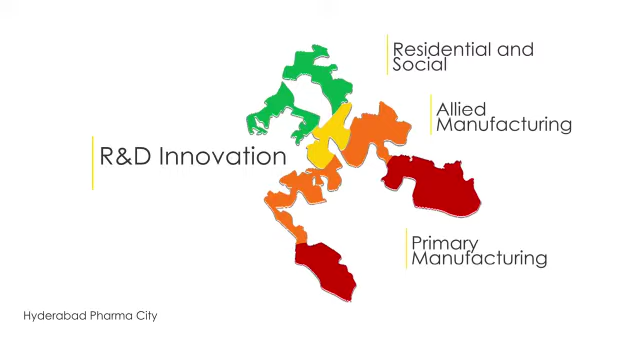 Residential and
Social
Allied
Manufacturing
R&D Innovation
Primary
Manufacturing
Hyderabad Pharma City